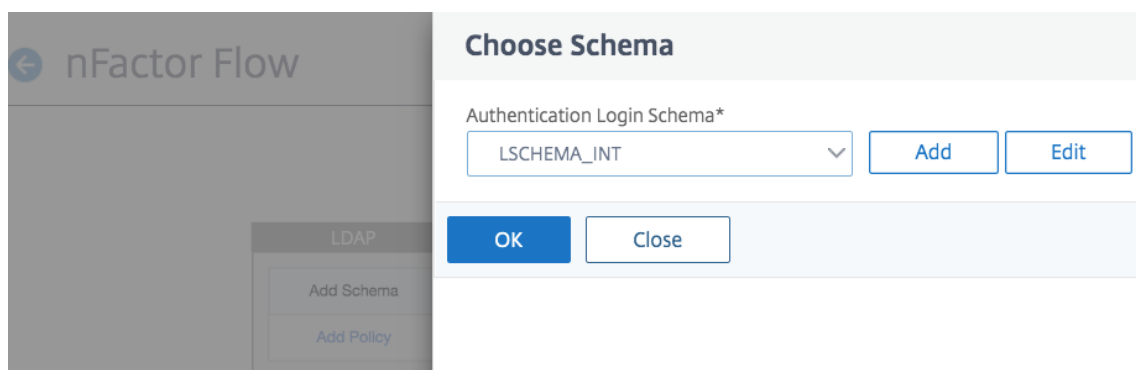 nFactor Flow
LDAP
Add Schema
Add Policy
Choose Schema
Authentication Login Schema*
LSCHEMA_INT
Add
Edit
OK
Close